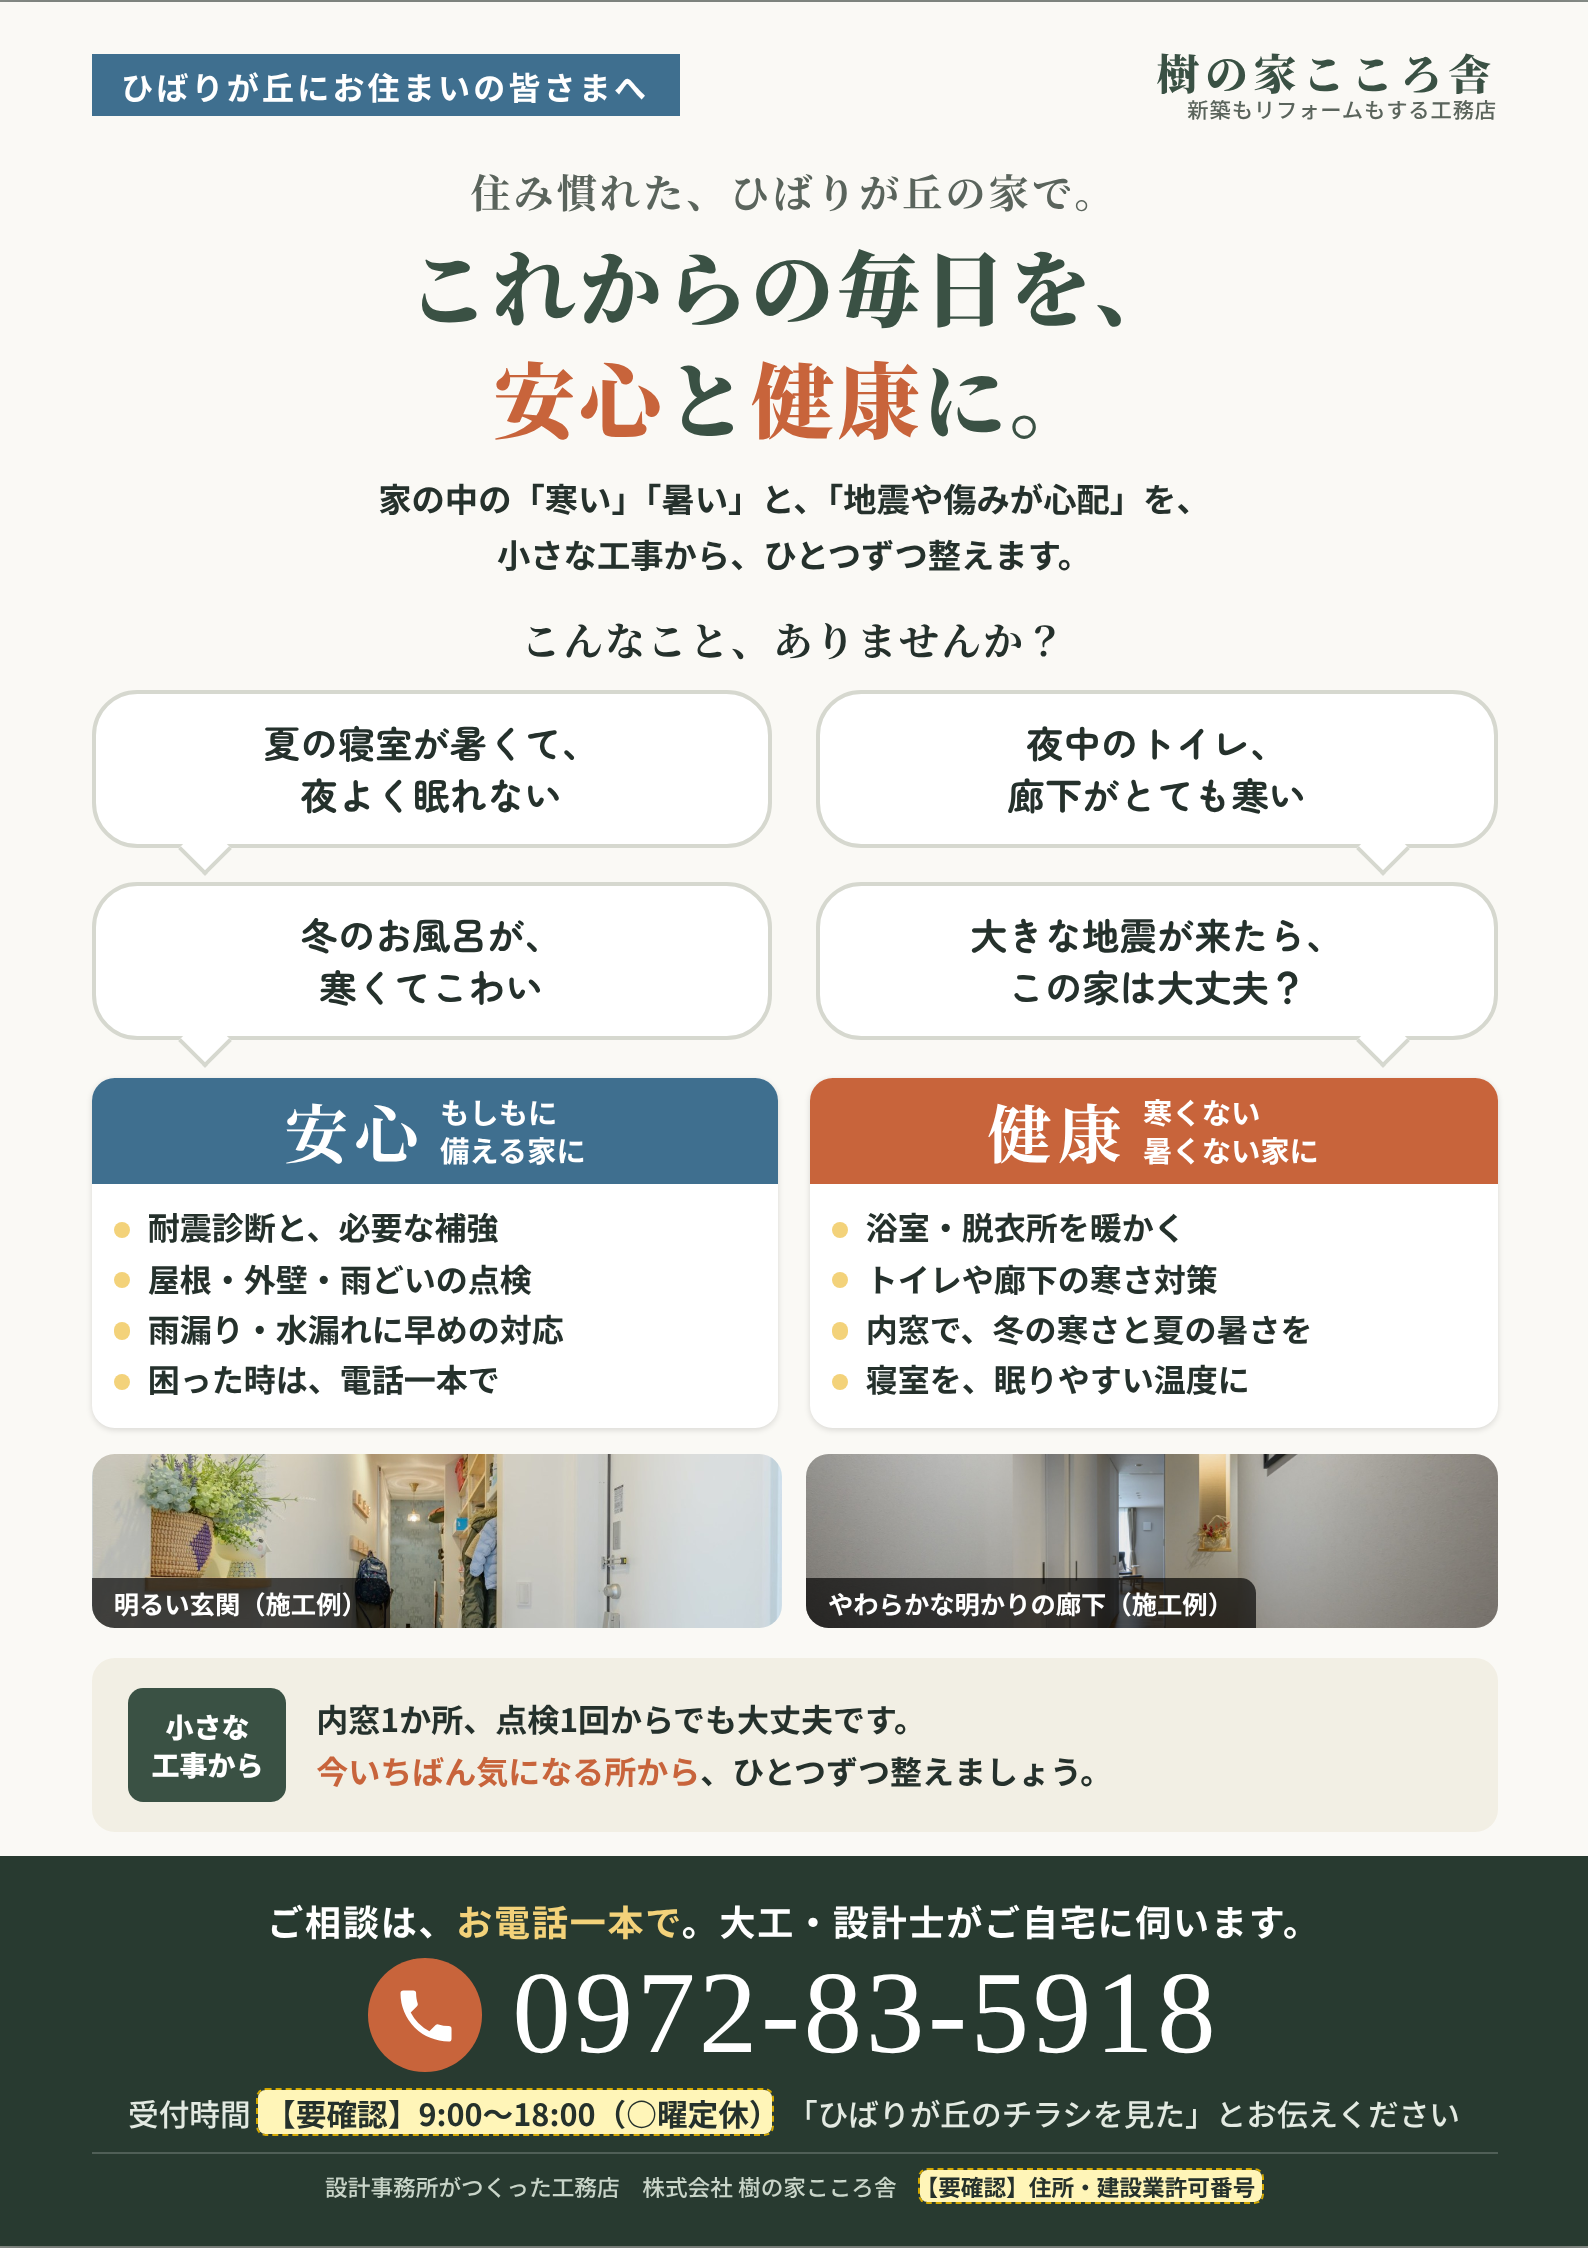 ひばりが丘にお住まいの皆さまへ
樹の家こころ舎
新築もリフォームもする工務店
住み慣れた、ひばりが丘の家で。
これからの毎日を、
安心と健康に。
家の中の「寒い」「暑い」と、「地震や傷みが心配」を、
小さな工事から、ひとつずつ整えます。
こんなこと、ありませんか？
夏の寝室が暑くて、
夜よく眠れない
夜中のトイレ、
廊下がとても寒い
冬のお風呂が、
寒くてこわい
大きな地震が来たら、
この家は大丈夫？
安心
もしもに
備える家に
耐震診断と、必要な補強
屋根・外壁・雨どいの点検
雨漏り・水漏れに早めの対応
困った時は、電話一本で
健康
寒くない
暑くない家に
浴室・脱衣所を暖かく
トイレや廊下の寒さ対策
内窓で、冬の寒さと夏の暑さを
寝室を、眠りやすい温度に
明るい玄関（施工例）
やわらかな明かりの廊下（施工例）
小さな
工事から
内窓1か所、点検1回からでも大丈夫です。
今いちばん気になる所から、ひとつずつ整えましょう。
ご相談は、お電話一本で。大工・設計士がご自宅に伺います。
0972-83-5918
受付時間【要確認】9:00〜18:00（○曜定休）「ひばりが丘のチラシを見た」とお伝えください
設計事務所がつくった工務店　株式会社 樹の家こころ舎　【要確認】住所・建設業許可番号